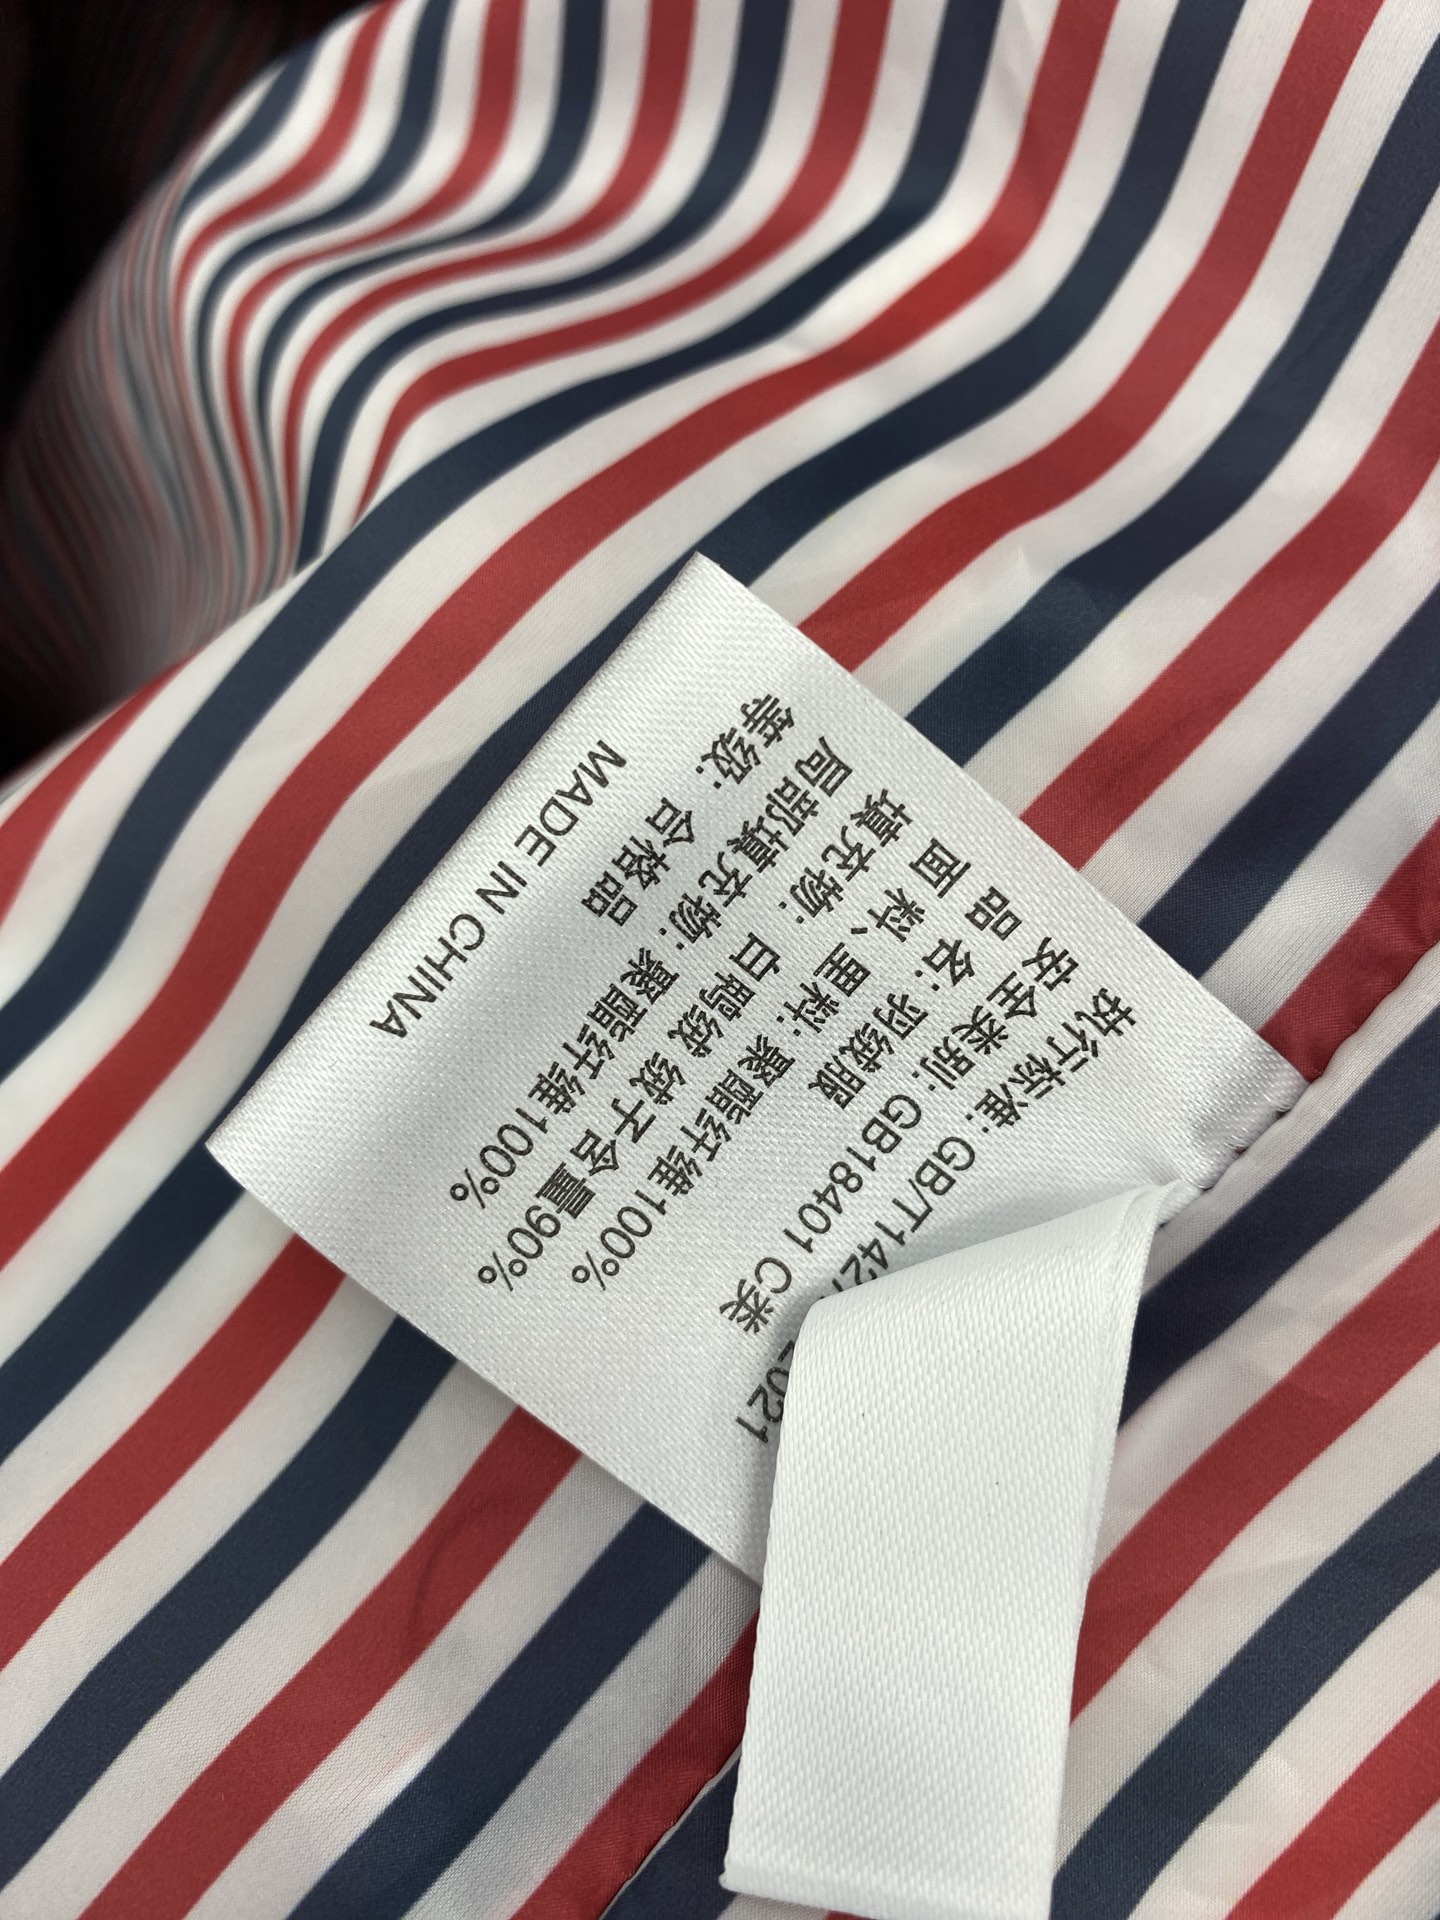 执行标准: GB/T142 2021
安全类别: GB18401 C类
品 名: 羽绒服
面 料、里料: 聚酯纤维100%
填充物: 白鸭绒 绒子含量90%
局部填充物: 聚酯纤维100%
等级: 合格品
MADE IN CHINA